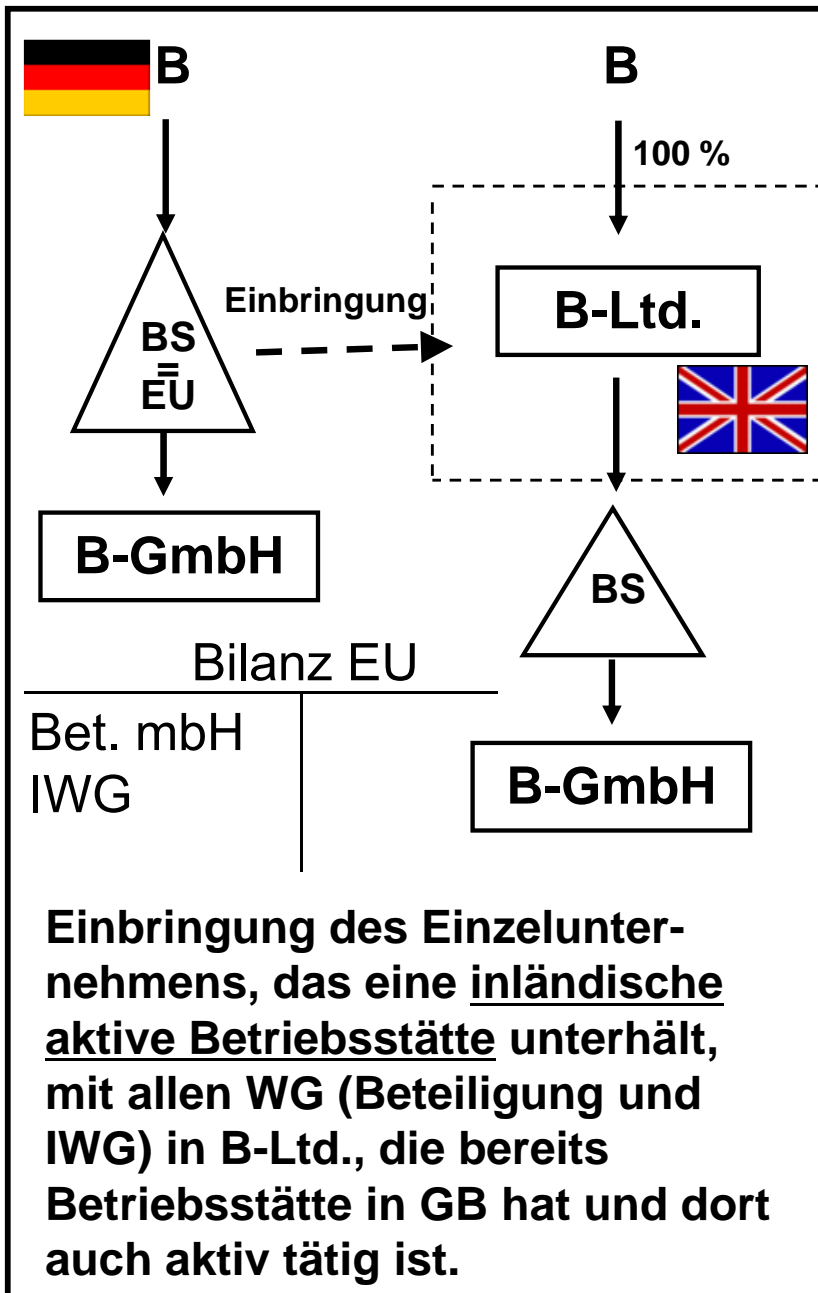 B
B
100 %
Einbringung
BS
=
EU
B-Ltd.
B-GmbH
BS
Bilanz EU
Bet. mbH
IWG
B-GmbH
Einbringung des Einzelunter-
nehmens, das eine inländische
aktive Betriebsstätte unterhält,
mit allen WG (Beteiligung und
IWG) in B-Ltd., die bereits
Betriebsstätte in GB hat und dort
auch aktiv tätig ist.